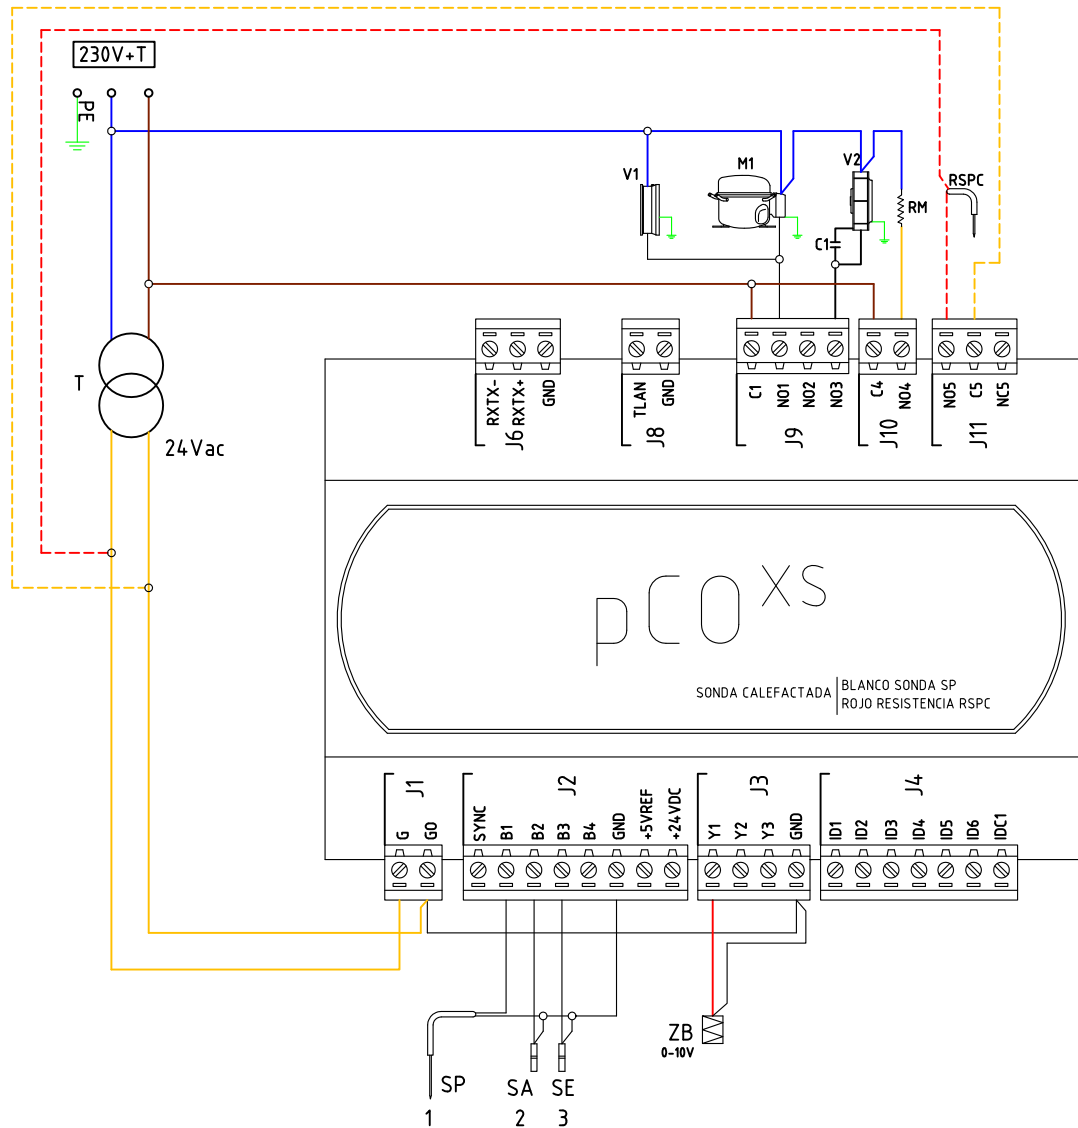 230V+T
PE
V1
M1
V2
RSPC
RM
C1
T
24Vac
RXTX-
RXTX+
GND
J6
TLAN
GND
J8
C1
NO1
NO2
NO3
J9
C4
NO4
J10
NO5
C5
NC5
J11
pCO XS
SONDA CALEFACTADA
BLANCO SONDA SP
ROJO RESISTENCIA RSPC
G
G0
J1
SYNC
B1
B2
B3
B4
GND
+5VREF
+24VDC
J2
Y1
Y2
Y3
GND
J3
ID1
ID2
ID3
ID4
ID5
ID6
IDC1
J4
ZB
0-10V
SP
SA
SE
1
2
3